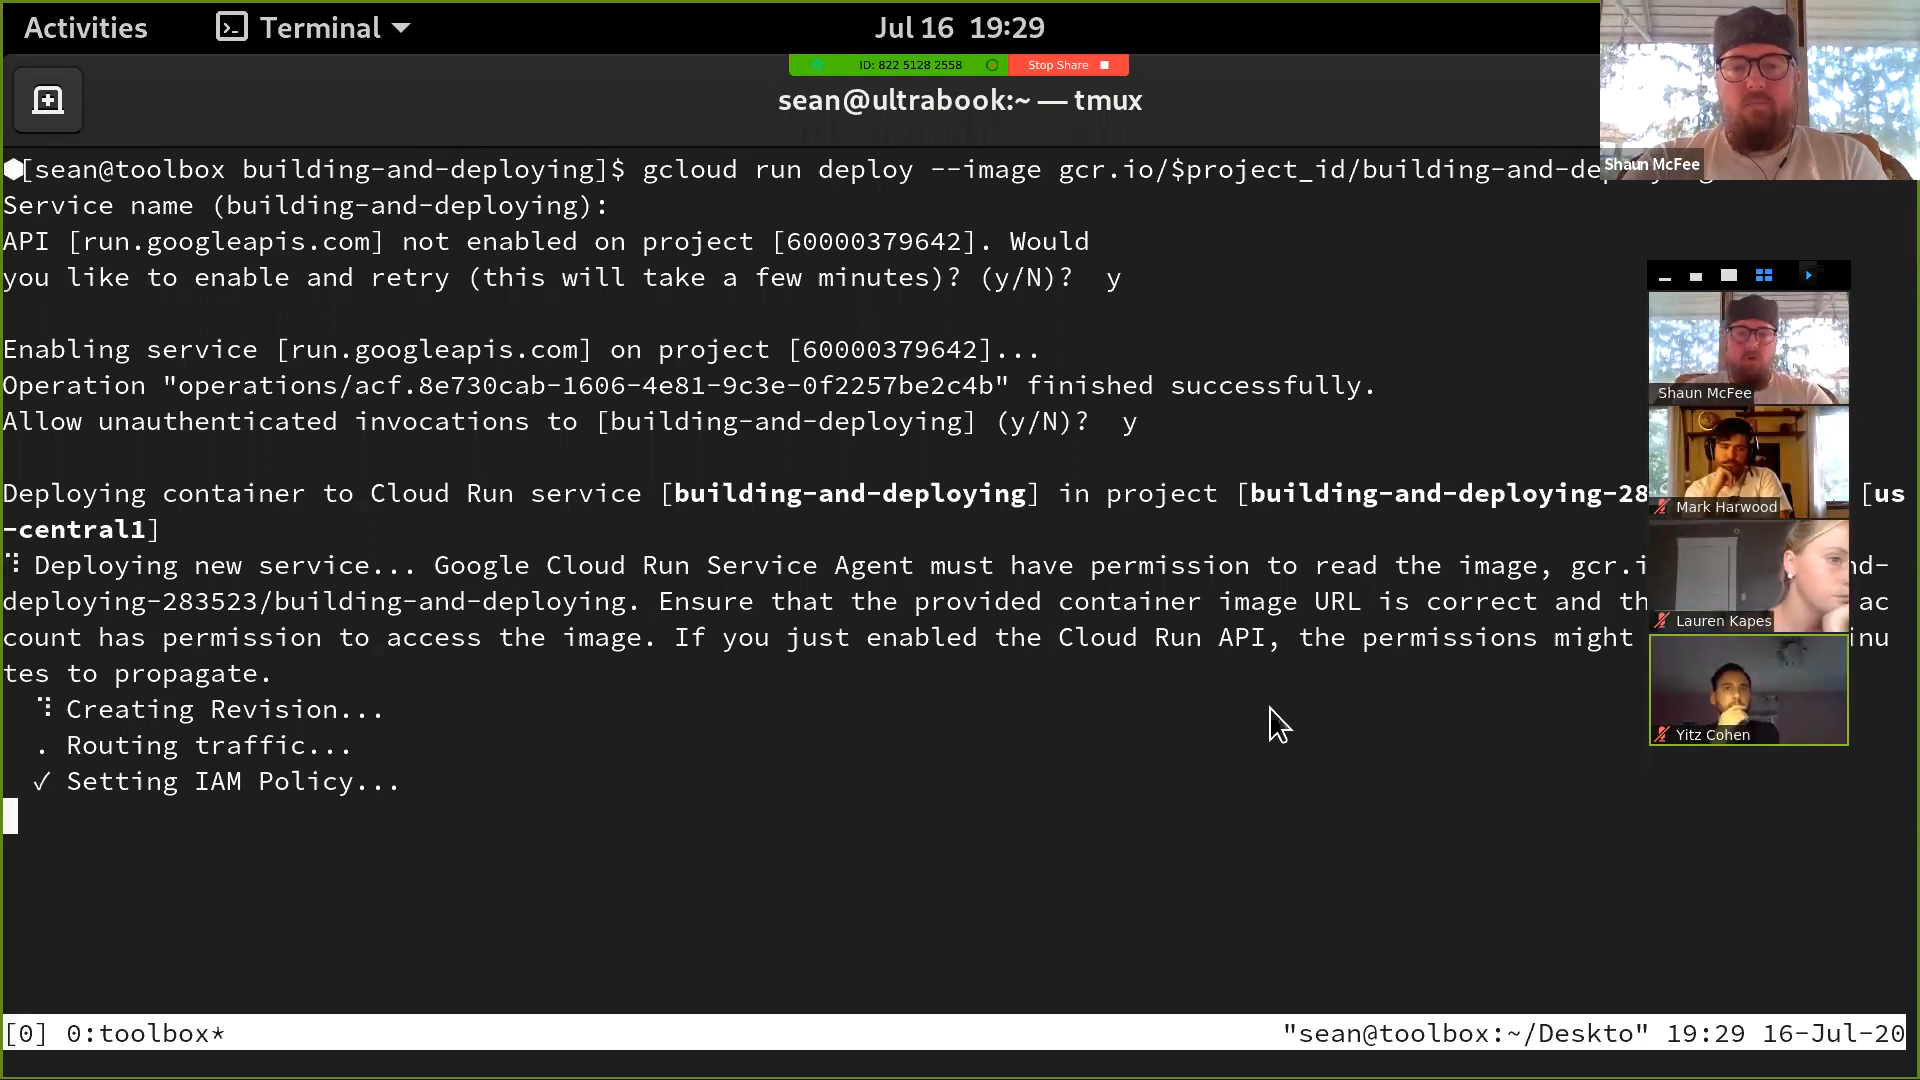 Activities Terminal Jul 16 19:29
ID: 822 5128 2558 Stop Share
sean@ultrabook:~ — tmux
Shaun McFee
[sean@toolbox building-and-deploying]$ gcloud run deploy --image gcr.io/$project_id/building-and-de
Service name (building-and-deploying):
API [run.googleapis.com] not enabled on project [60000379642]. Would
you like to enable and retry (this will take a few minutes)? (y/N)?  y
Enabling service [run.googleapis.com] on project [60000379642]...
Operation "operations/acf.8e730cab-1606-4e81-9c3e-0f2257be2c4b" finished successfully.
Allow unauthenticated invocations to [building-and-deploying] (y/N)?  y
Deploying container to Cloud Run service [building-and-deploying] in project [building-and-deploying-28 [us
-central1]
Deploying new service... Google Cloud Run Service Agent must have permission to read the image, gcr.i nd-
deploying-283523/building-and-deploying. Ensure that the provided container image URL is correct and th ac
count has permission to access the image. If you just enabled the Cloud Run API, the permissions might inu
tes to propagate.
Creating Revision...
. Routing traffic...
✓ Setting IAM Policy...
Shaun McFee
Mark Harwood
Lauren Kapes
Yitz Cohen
[0] 0:toolbox* "sean@toolbox:~/Deskto" 19:29 16-Jul-20